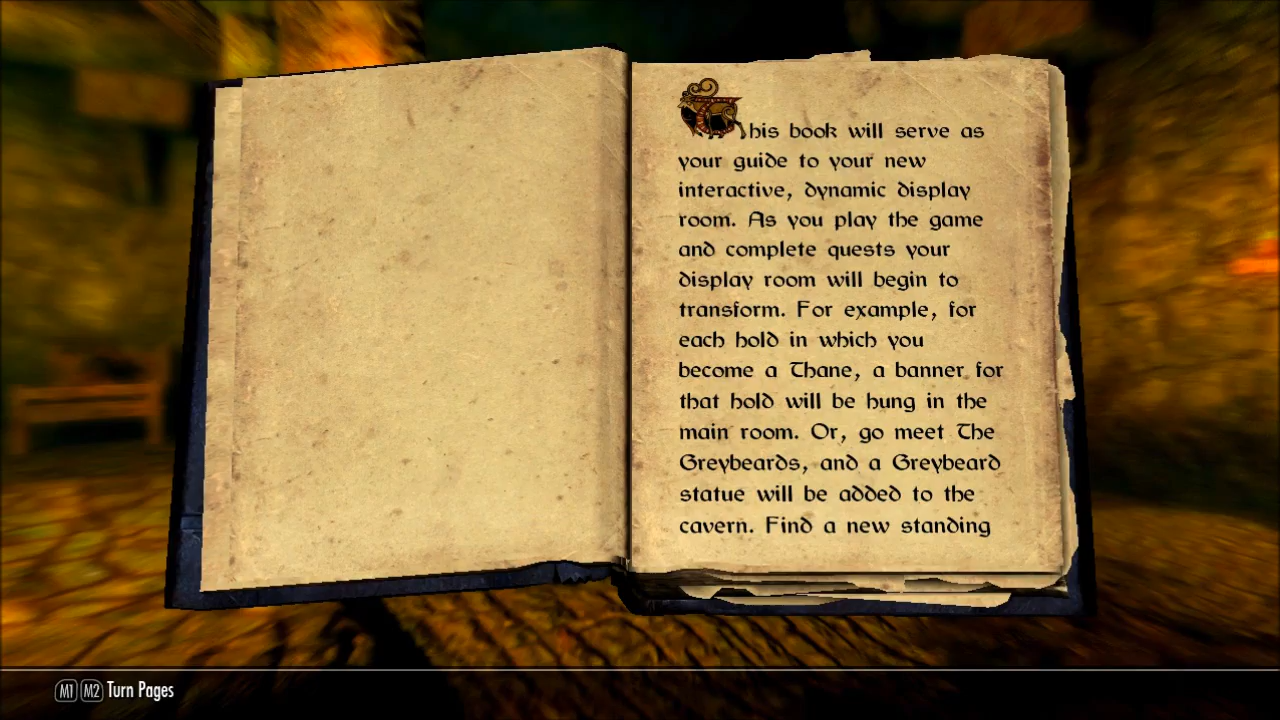 This book will serve as
your guide to your new
interactive, dynamic display
room. As you play the game
and complete quests your
display room will begin to
transform. For example, for
each hold in which you
become a Thane, a banner for
that hold will be hung in the
main room. Or, go meet The
Greybeards, and a Greybeard
statue will be added to the
cavern. Find a new standing
M1 M2 Turn Pages